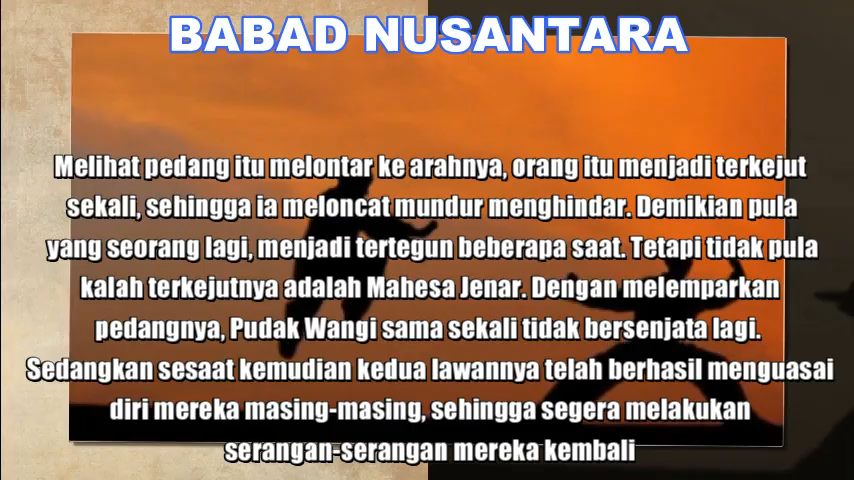 BABAD NUSANTARA
Melihat pedang itu melontar ke arahnya, orang itu menjadi terkejut
sekali, sehingga ia meloncat mundur menghindar. Demikian pula
yang seorang lagi, menjadi tertegun beberapa saat. Tetapi tidak pula
kalah terkejutnya adalah Mahesa Jenar. Dengan melemparkan
pedangnya, Pudak Wangi sama sekali tidak bersenjata lagi.
Sedangkan sesaat kemudian kedua lawannya telah berhasil menguasai
diri mereka masing-masing, sehingga segera melakukan
serangan-serangan mereka kembali